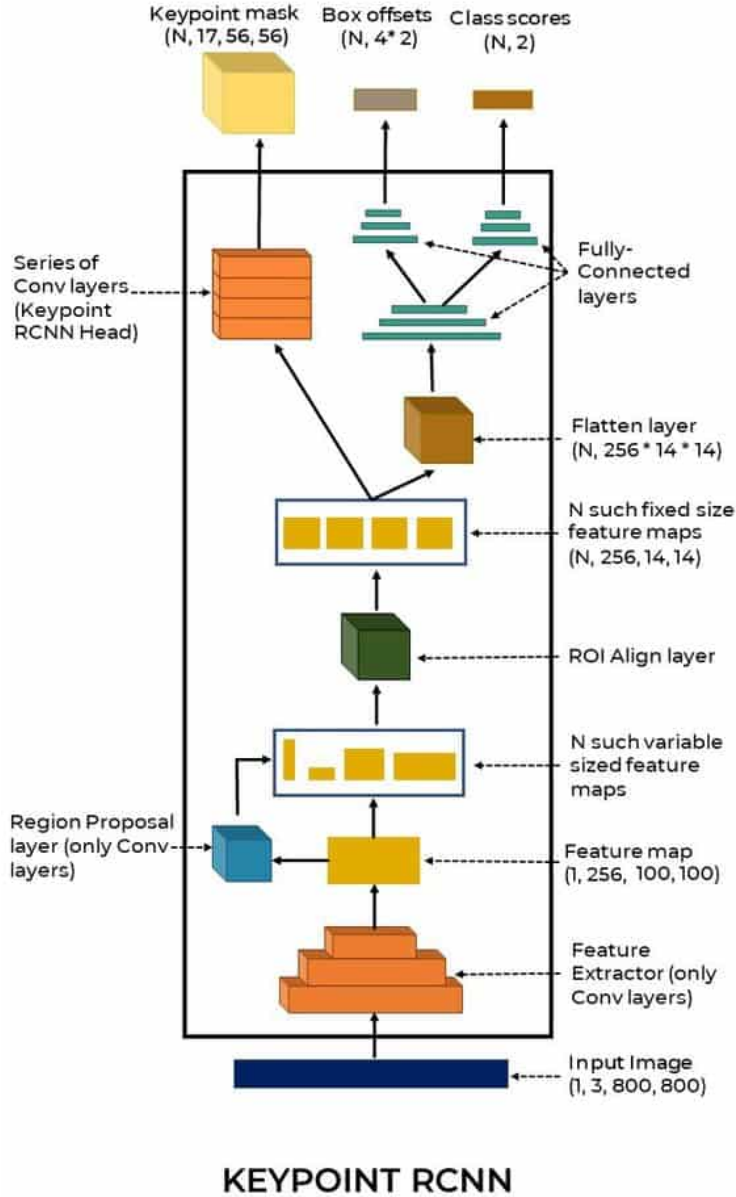 Keypoint mask
(N, 17, 56, 56)
Box offsets
(N, 4* 2)
Class scores
(N, 2)
Series of
Conv layers
(Keypoint
RCNN Head)
Fully-
Connected
layers
Flatten layer
(N, 256 * 14 * 14)
N such fixed size
feature maps
(N, 256, 14, 14)
ROI Align layer
N such variable
sized feature
maps
Region Proposal
layer (only Conv
layers)
Feature map
(1, 256, 100, 100)
Feature
Extractor (only
Conv layers)
Input Image
(1, 3, 800, 800)
KEYPOINT RCNN